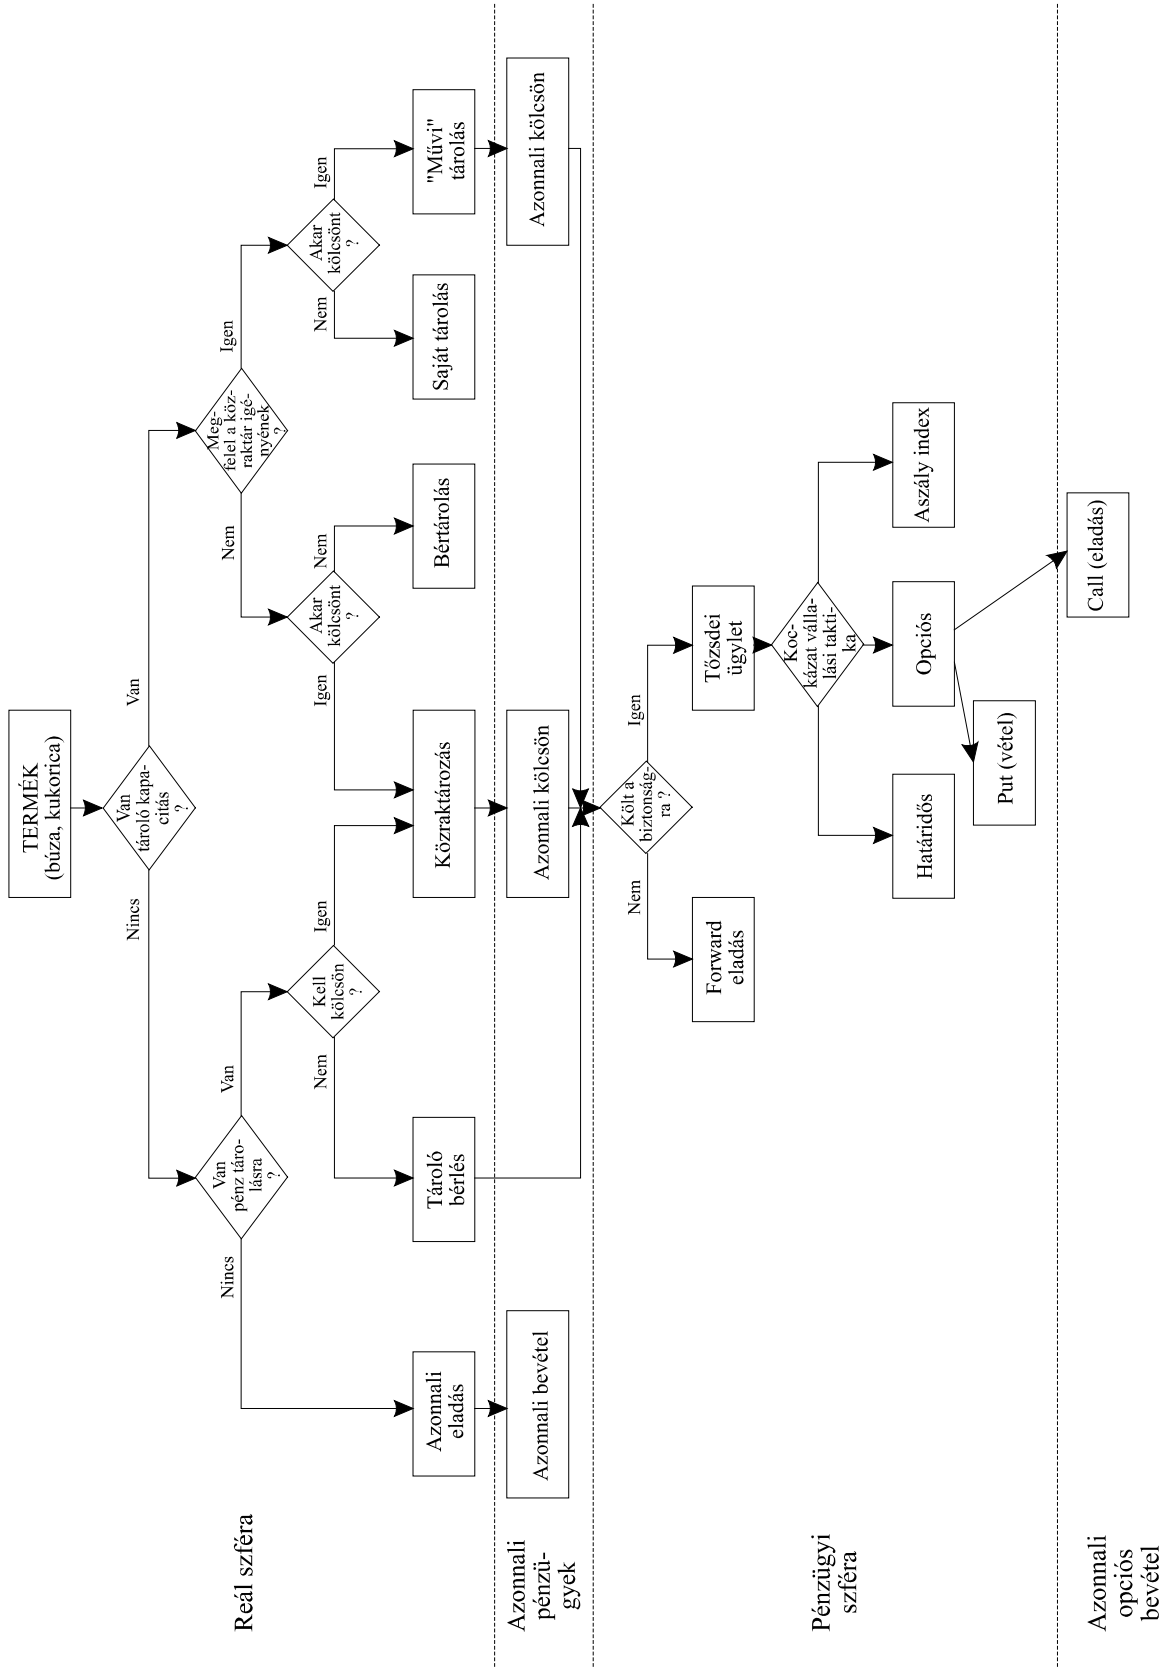 TERMÉK
(búza, kukorica)
Van
tároló kapa-
citás
?
Nincs
Van
Reál szféra
Van
pénz táro-
lásra
?
Meg-
felel a köz-
raktár igé-
nyének
?
Nincs
Van
Nem
Igen
Kell
kölcsön
?
Akar
kölcsönt
?
Akar
kölcsönt
?
Nem
Igen
Igen
Nem
Nem
Igen
Azonnali
eladás
Tároló
bérlés
Közraktározás
Bértárolás
Saját tárolás
"Művi"
tárolás
Azonnali
pénzü-
gyek
Azonnali bevétel
Azonnali kölcsön
Azonnali kölcsön
Költ a
biztonság-
ra ?
Nem
Igen
Forward
eladás
Tőzsdei
ügylet
Pénzügyi
szféra
Koc-
kázat válla-
lási takti-
ka
Határidős
Opciós
Aszály index
Put (vétel)
Azonnali
opciós
bevétel
Call (eladás)